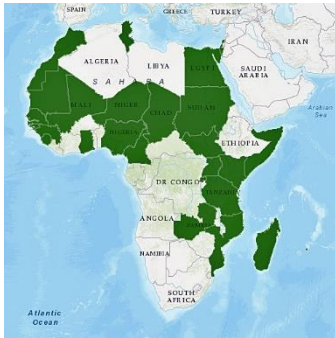 SPAIN
GREECE
TURKEY
IRAN
ALGERIA
LIBYA
EGYPT
SAUDI
ARABIA
S A H A R A
MALI
NIGER
CHAD
SUDAN
Arabian
Sea
NIGERIA
ETHIOPIA
DR CONGO
TANZANIA
ANGOLA
NAMIBIA
SOUTH
AFRICA
Atlantic
Ocean